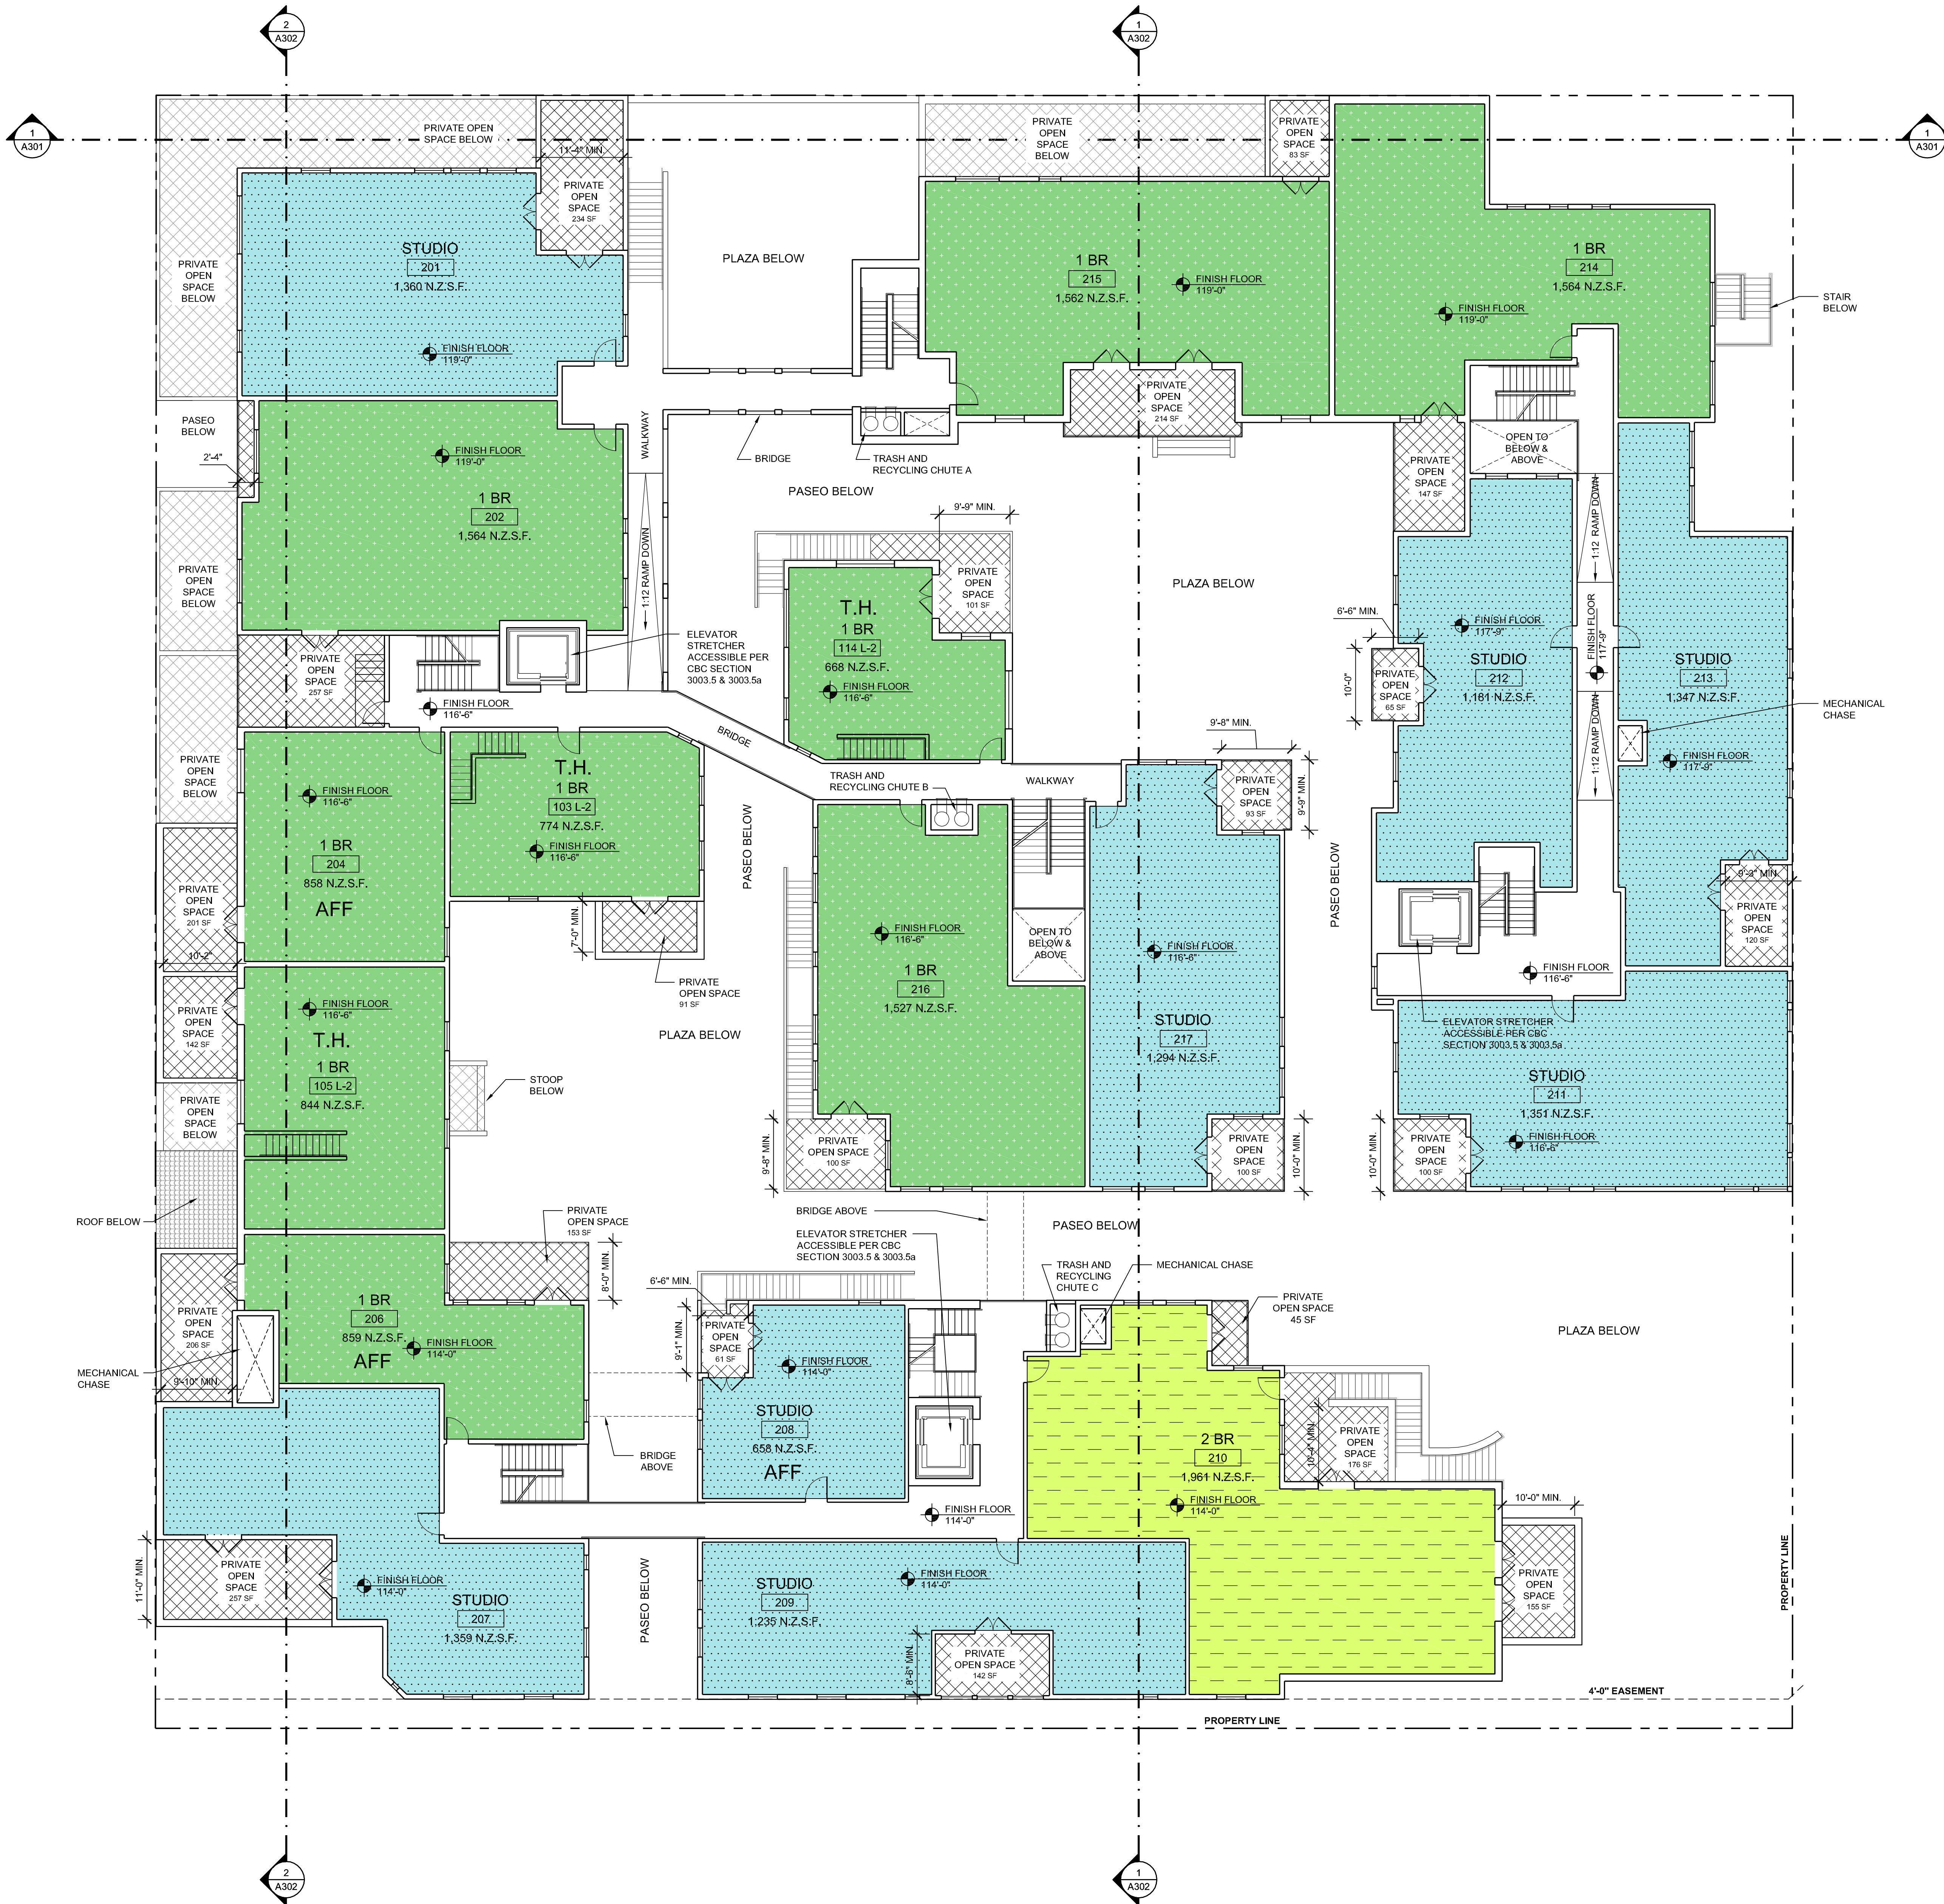 2
A302
1
A302
1
A301
1
A301
PRIVATE OPEN
SPACE BELOW
11'-4" MIN.
PRIVATE
OPEN
SPACE
234 SF
PRIVATE
OPEN
SPACE
BELOW
PRIVATE
OPEN
SPACE
83 SF
STUDIO
201
1,360 N.Z.S.F.
FINISH FLOOR
119'-0"
PRIVATE
OPEN
SPACE
BELOW
PLAZA BELOW
1 BR
215
1,562 N.Z.S.F.
FINISH FLOOR
119'-0"
1 BR
214
1,564 N.Z.S.F.
FINISH FLOOR
119'-0"
STAIR
BELOW
PASEO
BELOW
2'-4"
FINISH FLOOR
119'-0"
1 BR
202
1,564 N.Z.S.F.
WALKWAY
1:12 RAMP DOWN
BRIDGE
TRASH AND
RECYCLING CHUTE A
PASEO BELOW
PRIVATE
OPEN
SPACE
214 SF
PRIVATE
OPEN
SPACE
147 SF
OPEN TO
BELOW &
ABOVE
1:12 RAMP DOWN
PRIVATE
OPEN
SPACE
BELOW
9'-9" MIN.
PRIVATE
OPEN
SPACE
101 SF
T.H.
1 BR
114 L-2
668 N.Z.S.F.
FINISH FLOOR
116'-6"
PLAZA BELOW
6'-6" MIN.
10'-0"
PRIVATE
OPEN
SPACE
65 SF
FINISH FLOOR
117'-9"
STUDIO
212
1,181 N.Z.S.F.
FINISH FLOOR
117'-9"
1:12 RAMP DOWN
STUDIO
213
1,347 N.Z.S.F.
FINISH FLOOR
117'-9"
MECHANICAL
CHASE
ELEVATOR
STRETCHER
ACCESSIBLE PER
CBC SECTION
3003.5 & 3003.5a
PRIVATE
OPEN
SPACE
257 SF
FINISH FLOOR
116'-6"
BRIDGE
PRIVATE
OPEN
SPACE
BELOW
FINISH FLOOR
116'-6"
1 BR
204
858 N.Z.S.F.
AFF
T.H.
1 BR
103 L-2
774 N.Z.S.F.
FINISH FLOOR
116'-6"
TRASH AND
RECYCLING CHUTE B
WALKWAY
9'-8" MIN.
PRIVATE
OPEN
SPACE
93 SF
9'-9" MIN.
PASEO BELOW
PASEO BELOW
PRIVATE
OPEN
SPACE
201 SF
10'-2"
7'-0" MIN.
PRIVATE
OPEN SPACE
91 SF
FINISH FLOOR
116'-6"
1 BR
216
1,527 N.Z.S.F.
OPEN TO
BELOW &
ABOVE
FINISH FLOOR
116'-6"
STUDIO
217
1,294 N.Z.S.F.
9'-3" MIN.
PRIVATE
OPEN
SPACE
120 SF
FINISH FLOOR
116'-6"
ELEVATOR STRETCHER
ACCESSIBLE PER CBC
SECTION 3003.5 & 3003.5a
STUDIO
211
1,351 N.Z.S.F.
FINISH FLOOR
116'-6"
PRIVATE
OPEN
SPACE
142 SF
FINISH FLOOR
116'-6"
T.H.
1 BR
105 L-2
844 N.Z.S.F.
PLAZA BELOW
STOOP
BELOW
PRIVATE
OPEN
SPACE
BELOW
9'-8" MIN.
PRIVATE
OPEN SPACE
100 SF
PRIVATE
OPEN
SPACE
100 SF
10'-0" MIN.
10'-0" MIN.
PRIVATE
OPEN
SPACE
100 SF
ROOF BELOW
PRIVATE
OPEN SPACE
153 SF
8'-0" MIN.
BRIDGE ABOVE
PASEO BELOW
ELEVATOR STRETCHER
ACCESSIBLE PER CBC
SECTION 3003.5 & 3003.5a
TRASH AND
RECYCLING
CHUTE C
MECHANICAL CHASE
PRIVATE
OPEN SPACE
45 SF
PLAZA BELOW
PRIVATE
OPEN
SPACE
206 SF
9'-10" MIN.
MECHANICAL
CHASE
1 BR
206
859 N.Z.S.F.
AFF
FINISH FLOOR
114'-0"
6'-6" MIN.
9'-1" MIN.
PRIVATE
OPEN
SPACE
61 SF
FINISH FLOOR
114'-0"
STUDIO
208
658 N.Z.S.F.
AFF
BRIDGE
ABOVE
2 BR
210
1,961 N.Z.S.F.
FINISH FLOOR
114'-0"
10'-4" MIN.
PRIVATE
OPEN
SPACE
176 SF
10'-0" MIN.
PRIVATE
OPEN
SPACE
155 SF
FINISH FLOOR
114'-0"
11'-0" MIN.
PRIVATE
OPEN
SPACE
257 SF
FINISH FLOOR
114'-0"
STUDIO
207
1,359 N.Z.S.F.
PASEO BELOW
STUDIO
209
1,235 N.Z.S.F.
FINISH FLOOR
114'-0"
8'-6" MIN.
PRIVATE
OPEN SPACE
142 SF
PROPERTY LINE
4'-0" EASEMENT
PROPERTY LINE
2
A302
1
A302